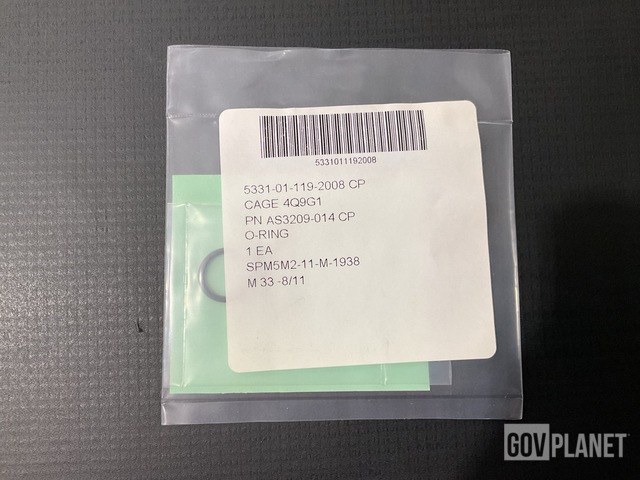 5331011192008
5331-01-119-2008 CP
CAGE 4Q9G1
PN AS3209-014 CP
O-RING
1 EA
SPM5M2-11-M-1938
M 33 -8/11
GOVPLANET